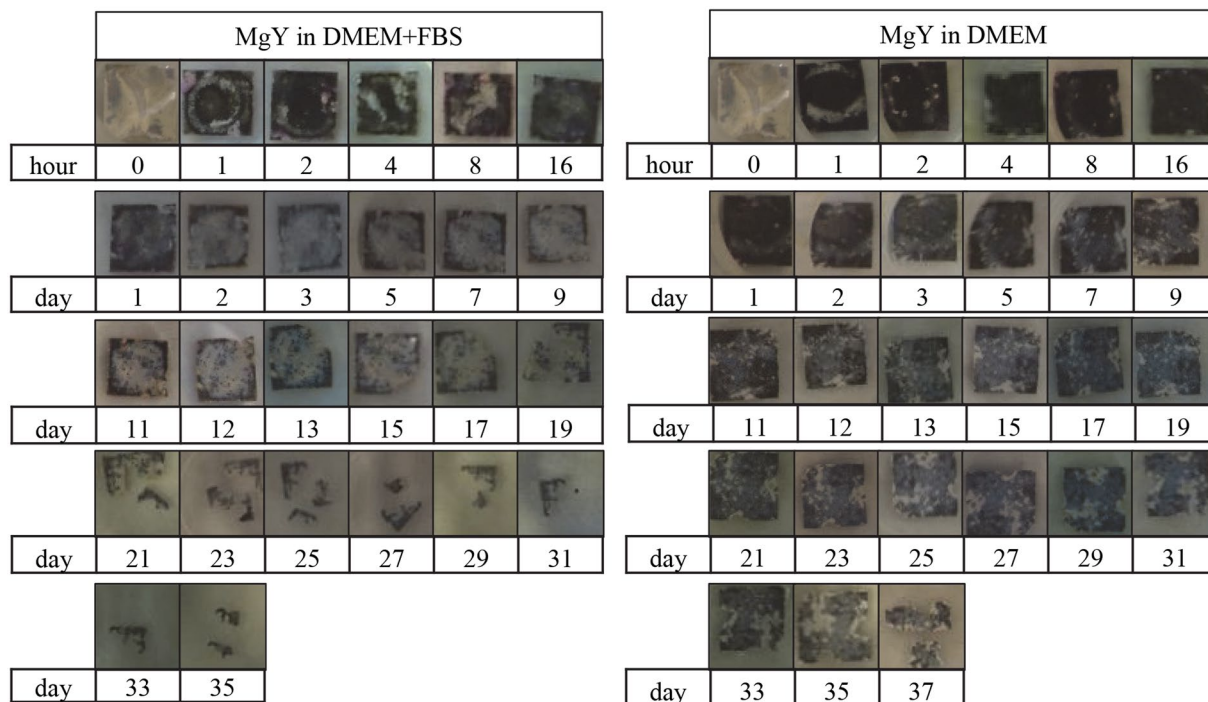 MgY in DMEM+FBS
hour 0 1 2 4 8 16
day 1 2 3 5 7 9
day 11 12 13 15 17 19
day 21 23 25 27 29 31
day 33 35
MgY in DMEM
hour 0 1 2 4 8 16
day 1 2 3 5 7 9
day 11 12 13 15 17 19
day 21 23 25 27 29 31
day 33 35 37